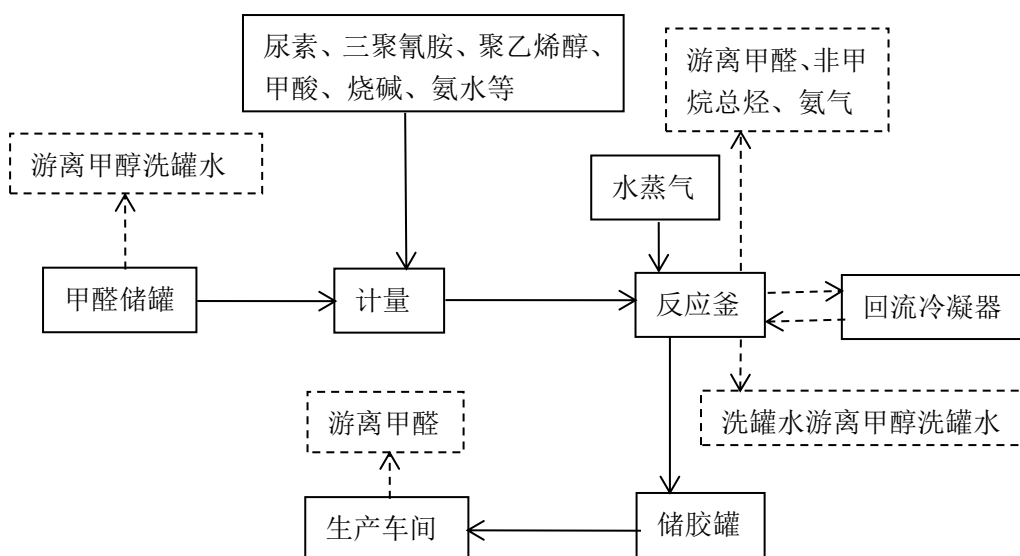 尿素、三聚氰胺、聚乙烯醇、
甲酸、烧碱、氨水等
游离甲醛、非甲
烷总烃、氨气
游离甲醇洗罐水
水蒸气
甲醛储罐
计量
反应釜
回流冷凝器
游离甲醛
洗罐水游离甲醇洗罐水
生产车间
储胶罐